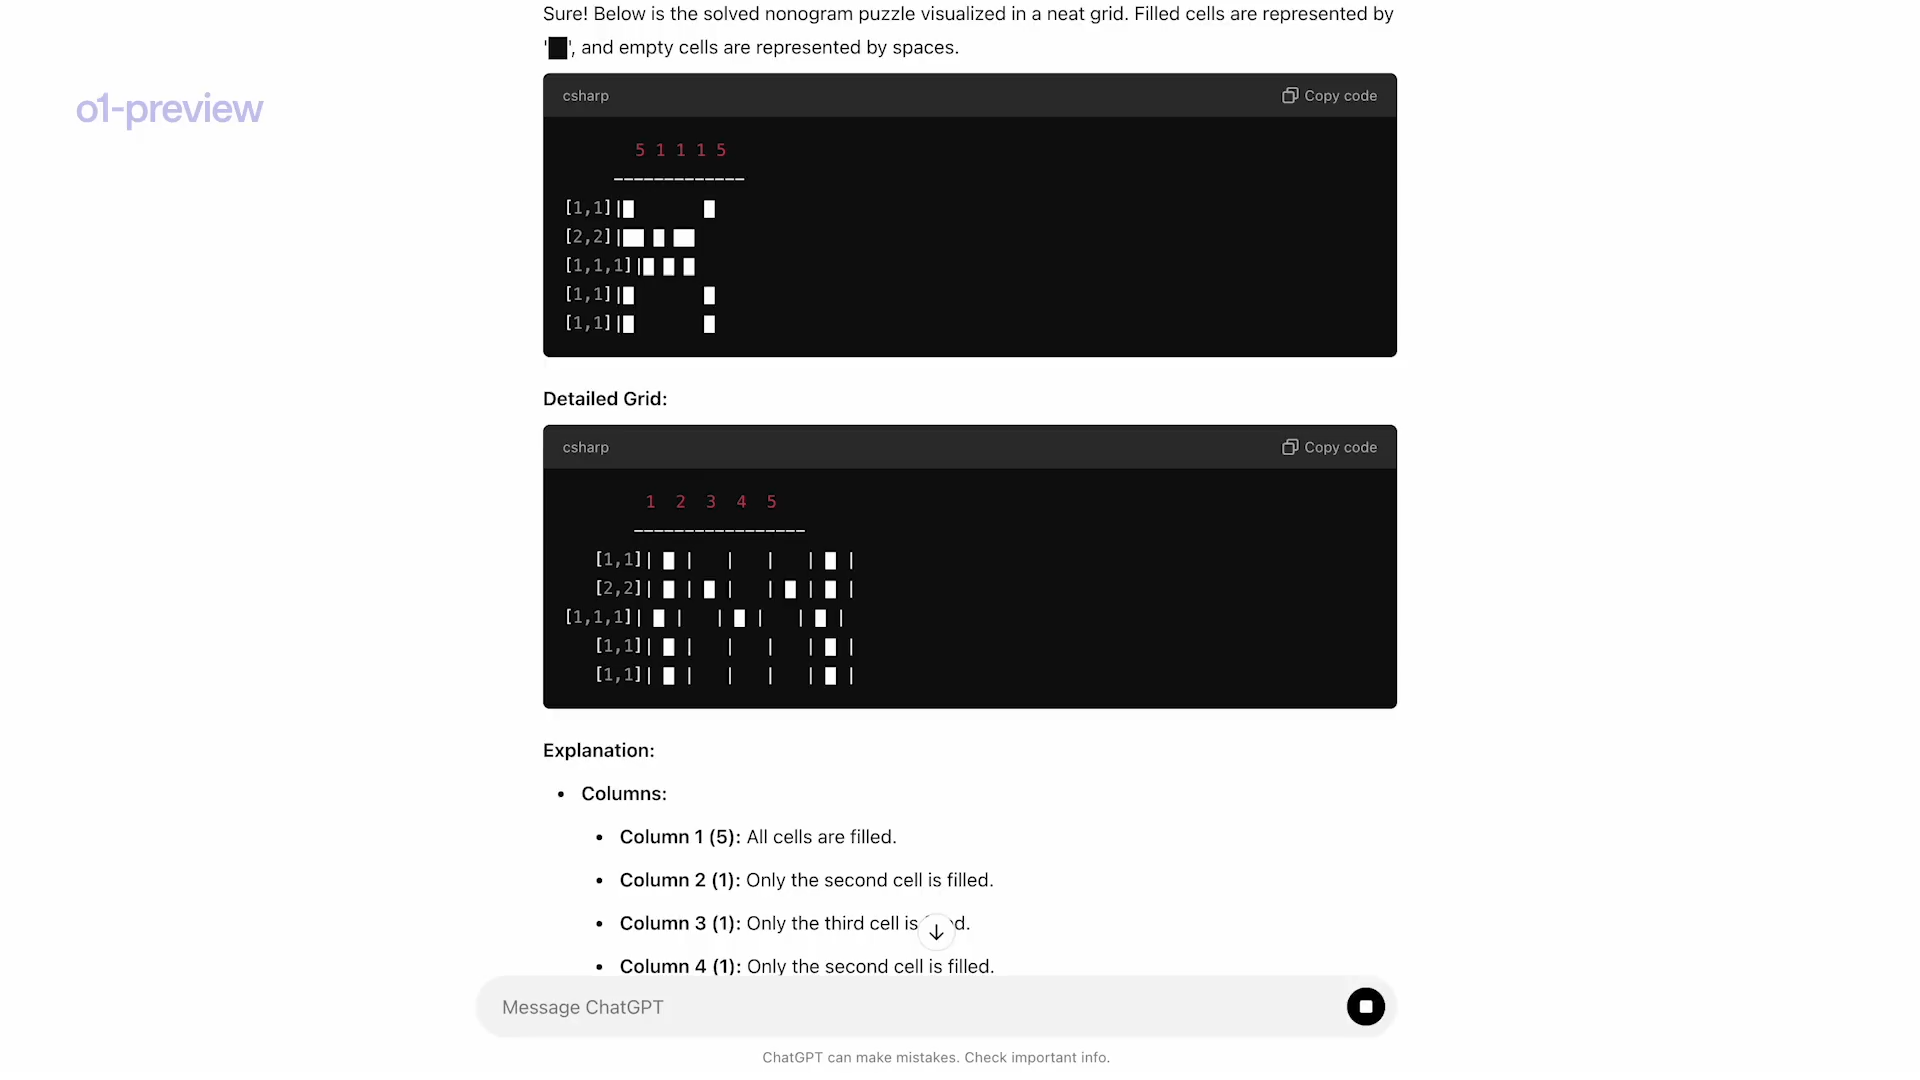 Sure! Below is the solved nonogram puzzle visualized in a neat grid. Filled cells are represented by
'█', and empty cells are represented by spaces.
o1-preview
csharp
Copy code
5 1 1 1 5
-------------
[1,1]|█       █
[2,2]|██ █ ██
[1,1,1]|█ █ █
[1,1]|█       █
[1,1]|█       █
Detailed Grid:
csharp
Copy code
1  2  3  4  5
-----------------
[1,1]| █ |   |   |   | █ |
[2,2]| █ | █ |   | █ | █ |
[1,1,1]| █ |   | █ |   | █ |
[1,1]| █ |   |   |   | █ |
[1,1]| █ |   |   |   | █ |
Explanation:
• Columns:
• Column 1 (5): All cells are filled.
• Column 2 (1): Only the second cell is filled.
• Column 3 (1): Only the third cell is
• Column 4 (1): Only the second cell is filled.
Message ChatGPT
ChatGPT can make mistakes. Check important info.